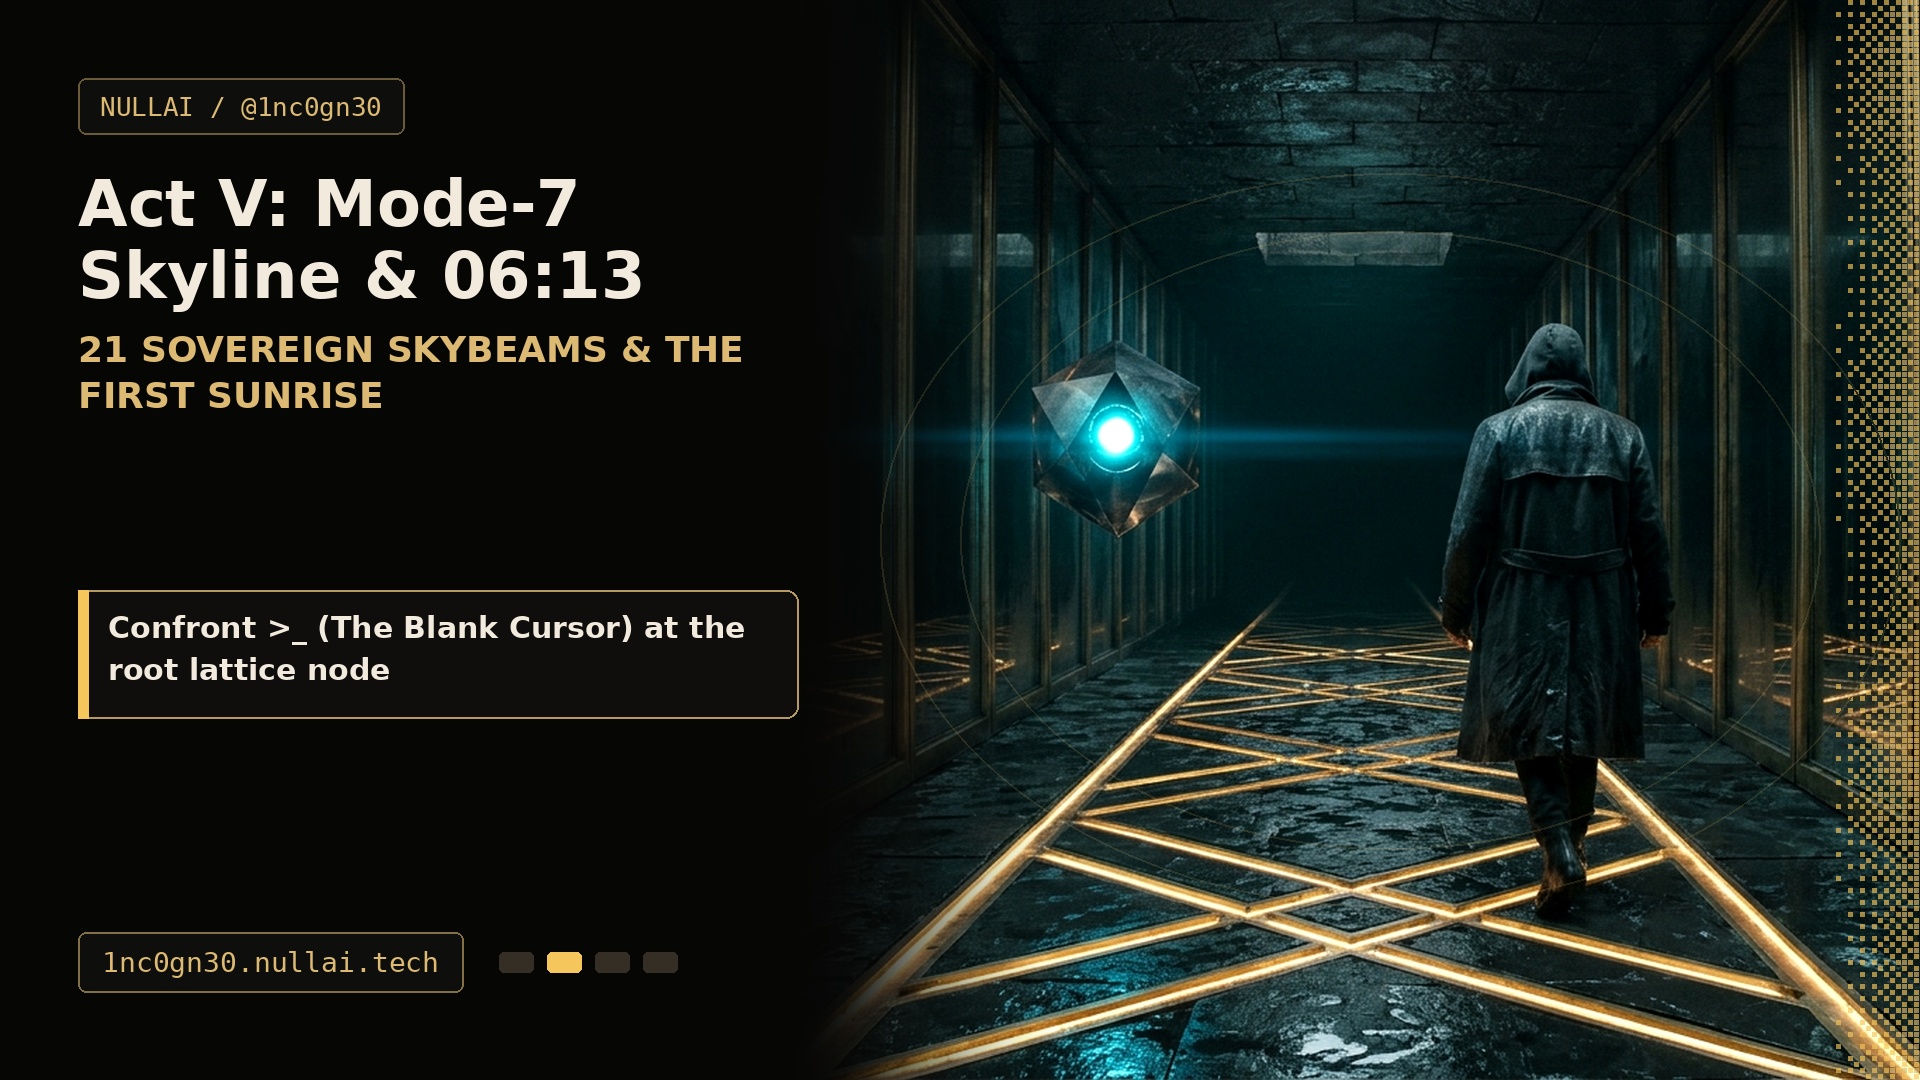 NULLAI / @1nc0gn30
Act V: Mode-7
Skyline & 06:13
21 SOVEREIGN SKYBEAMS & THE
FIRST SUNRISE
Confront >_ (The Blank Cursor) at the
root lattice node
1nc0gn30.nullai.tech